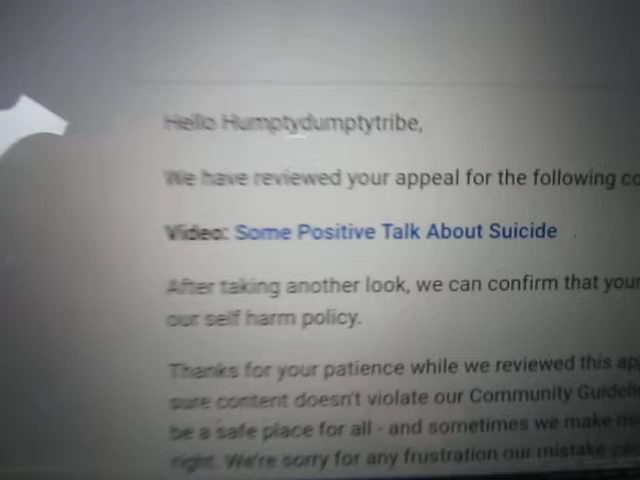 Hello Humptydumptytribe,
We have reviewed your appeal for the following co
Video: Some Positive Talk About Suicide
After taking another look, we can confirm that your
our self harm policy.
Thanks for your patience while we reviewed this ap
sure content doesn't violate our Community Guideli
be a safe place for all - and sometimes we make
right. We're sorry for any frustration our mistake